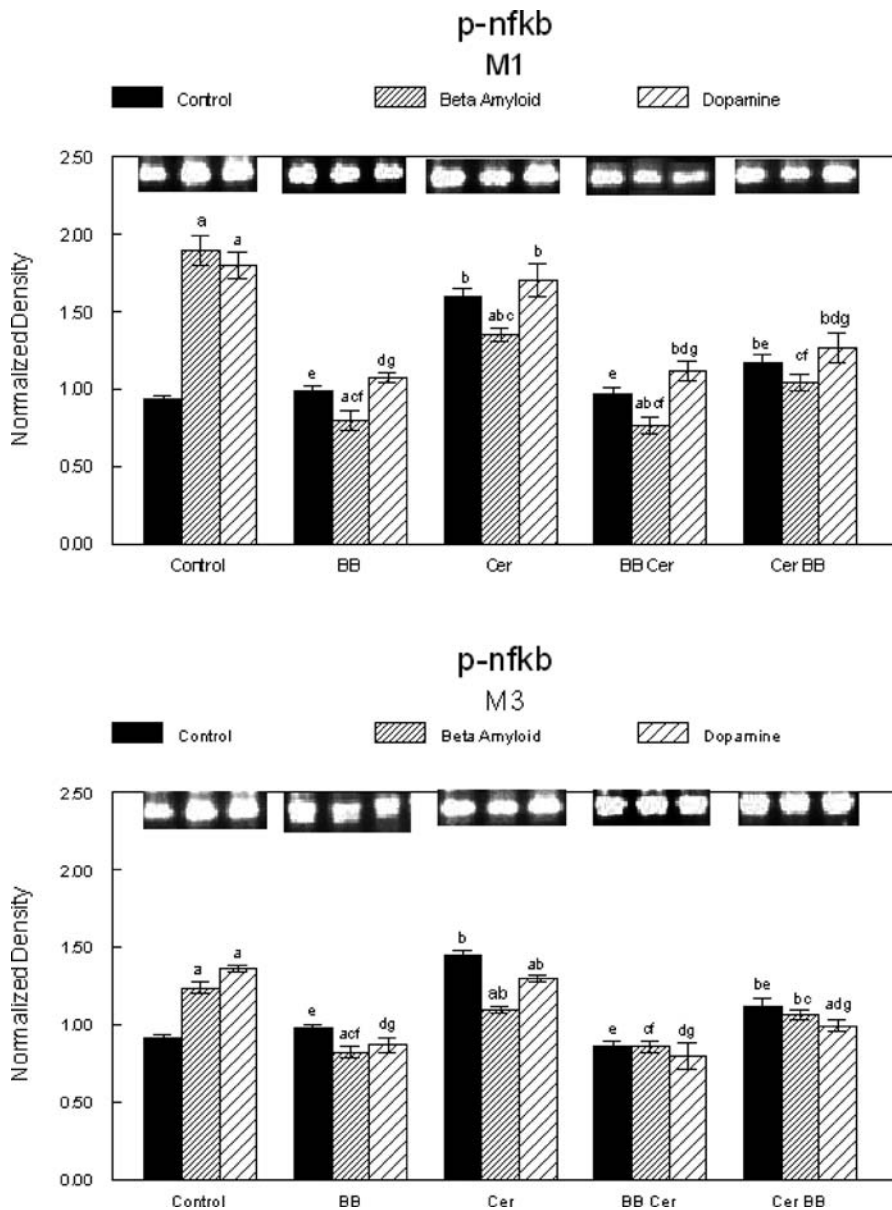 p-nfkb
M1
Control Beta Amyloid Dopamine
2.50
a a
2.00
b abc b
1.50
e acf dg e abcf bdg be cf bdg
1.00
0.50
0.00
Normalized Density
Control BB Cer BB Cer Cer BB
p-nfkb
M3
Control Beta Amyloid Dopamine
2.50
2.00
a a b ab ab
1.50
e acf dg e cf dg be bc adg
1.00
0.50
0.00
Normalized Density
Control BB Cer BB Cer Cer BB